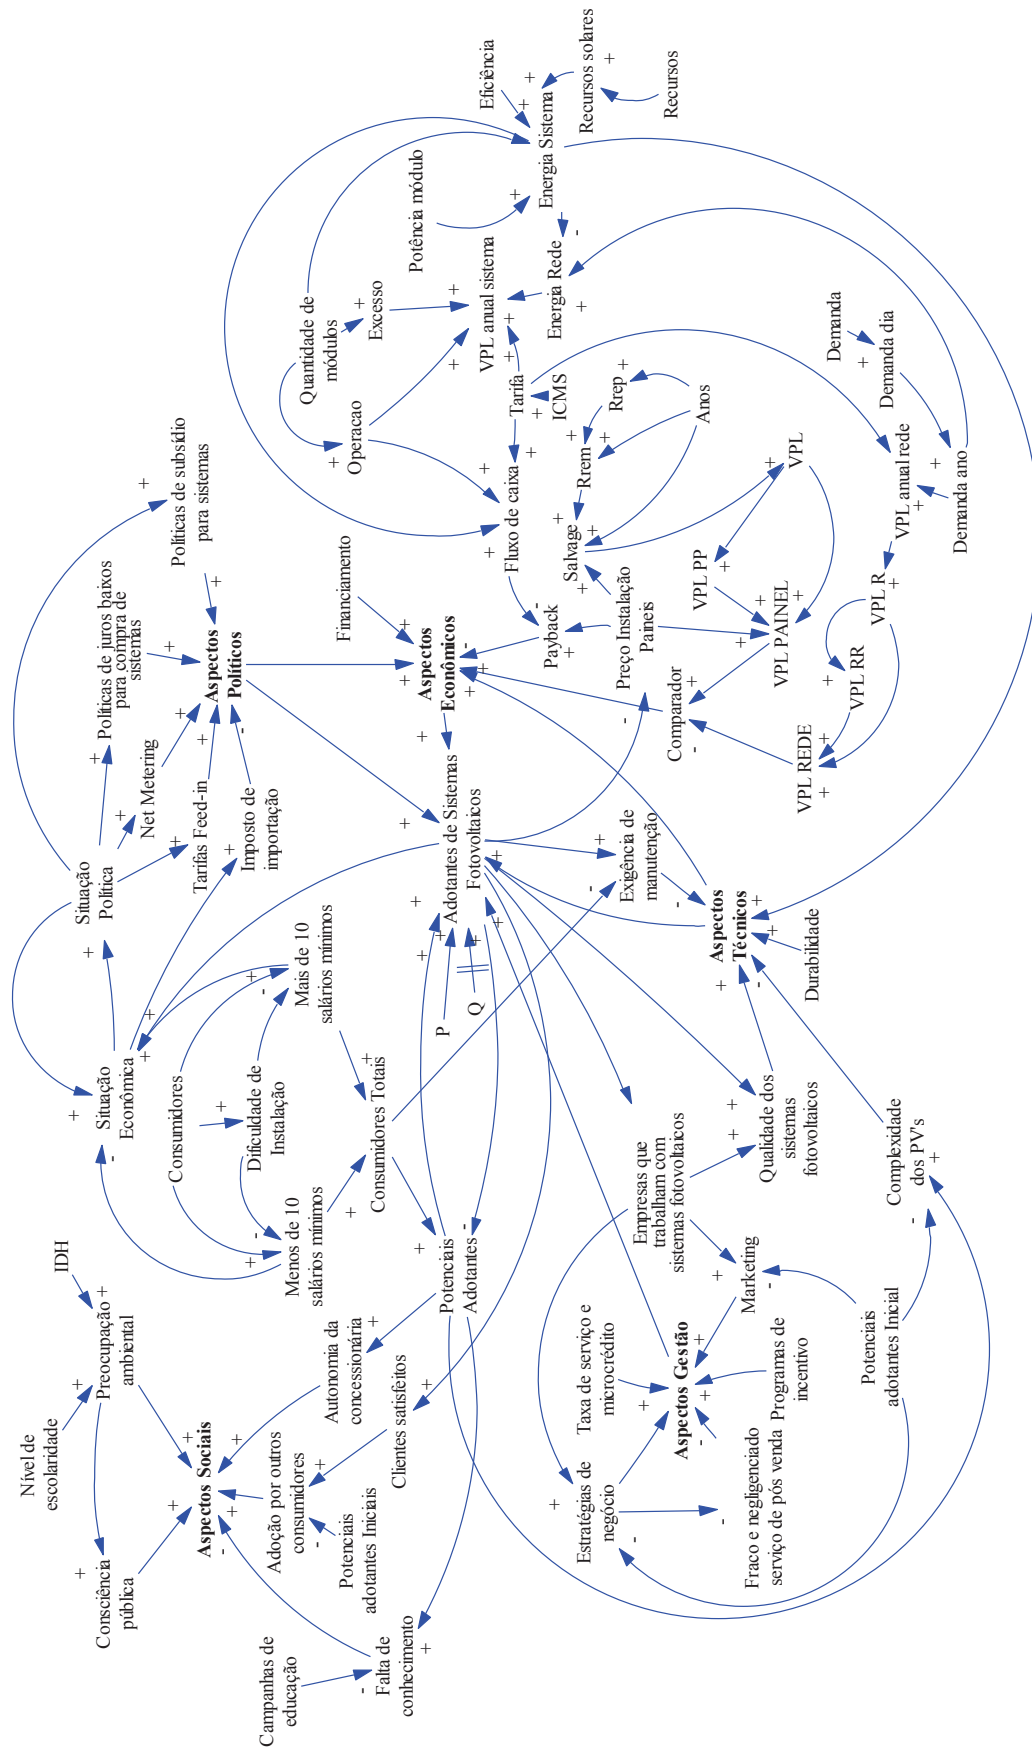 Nível de
escolaridade
IDH
Preocupação
ambiental
Consciência
pública
Aspectos Sociais
Campanhas de
educação
Falta de
conhecimento
Adoção por outros
consumidores
Potenciais
adotantes Iniciais
Autonomia da
concessionária
Clientes satisfeitos
Situação
Econômica
Situação
Política
Consumidores
Dificuldade de
Instalação
Menos de 10
salários mínimos
Mais de 10
salários mínimos
Consumidores Totais
Potenciais
Adotantes
Políticas de subsídio
para sistemas
Políticas de juros baixos
para compra de
sistemas
Net Metering
Tarifas Feed-in
Imposto de
importação
Aspectos
Políticos
Financiamento
Aspectos
Econômicos
Adotantes de Sistemas
Fotovoltaicos
P
Q
Quantidade de
módulos
Operacao
Excesso
Potência módulo
Eficiência
Energia Sistema
Recursos solares
Recursos
VPL anual sistema
Energia Rede
Tarifa
ICMS
Fluxo de caixa
Payback
Preço Instalação
Paineis
Salvage
Rrem
Rrep
Anos
VPL
VPL PP
VPL PAINEL
Comparador
VPL REDE
VPL RR
VPL R
VPL anual rede
Demanda
Demanda dia
Demanda ano
Exigência de
manutenção
Aspectos
Técnicos
Durabilidade
Empresas que
trabalham com
sistemas fotovoltaicos
Qualidade dos
sistemas
fotovoltaicos
Complexidade
dos PV's
Marketing
Potenciais
adotantes Inicial
Taxa de serviço e
microcrédito
Aspectos Gestão
Programas de
incentivo
Estratégias de
negócio
Fraco e negligenciado
serviço de pós venda